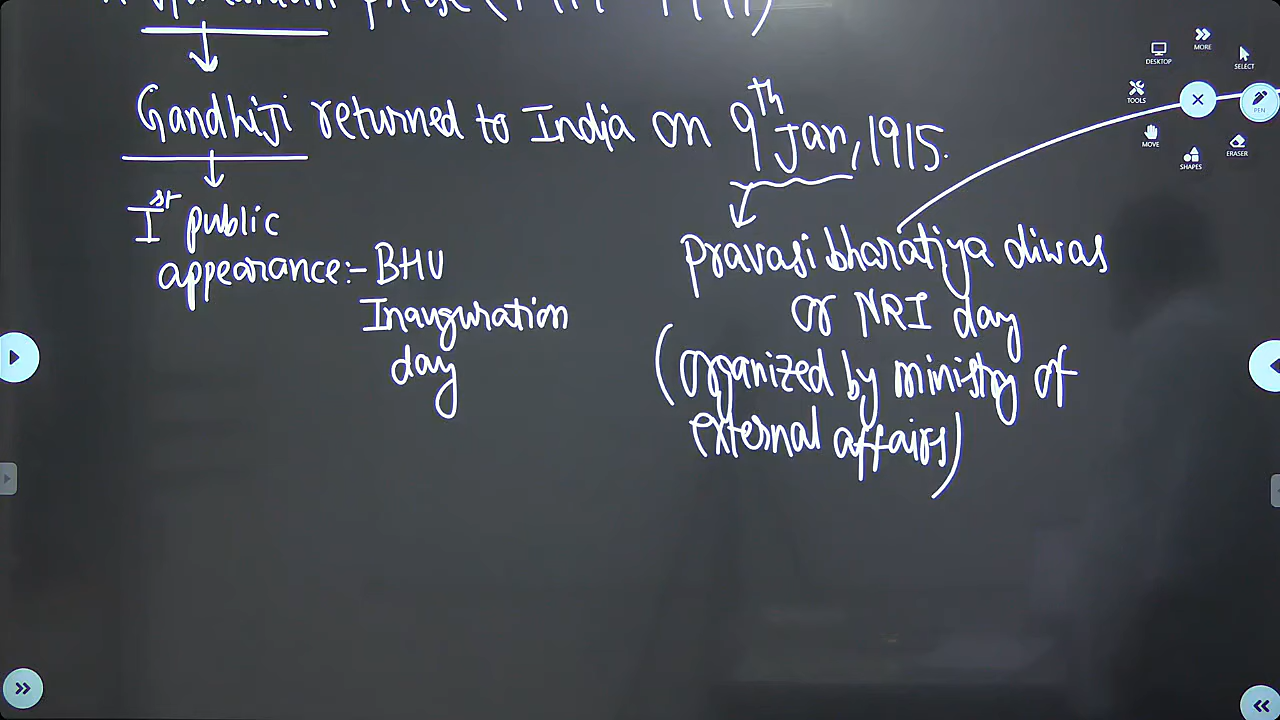 phase (
Gandhiji returned to India on 9th Jan, 1915.
Ist public
appearance:- BHU
Inauguration
day
Pravasi bharatiya diwas
or NRI day
(organized by ministry of
external affairs)
DESKTOP
MORE
SELECT
TOOLS
PEN
MOVE
SHAPES
ERASER